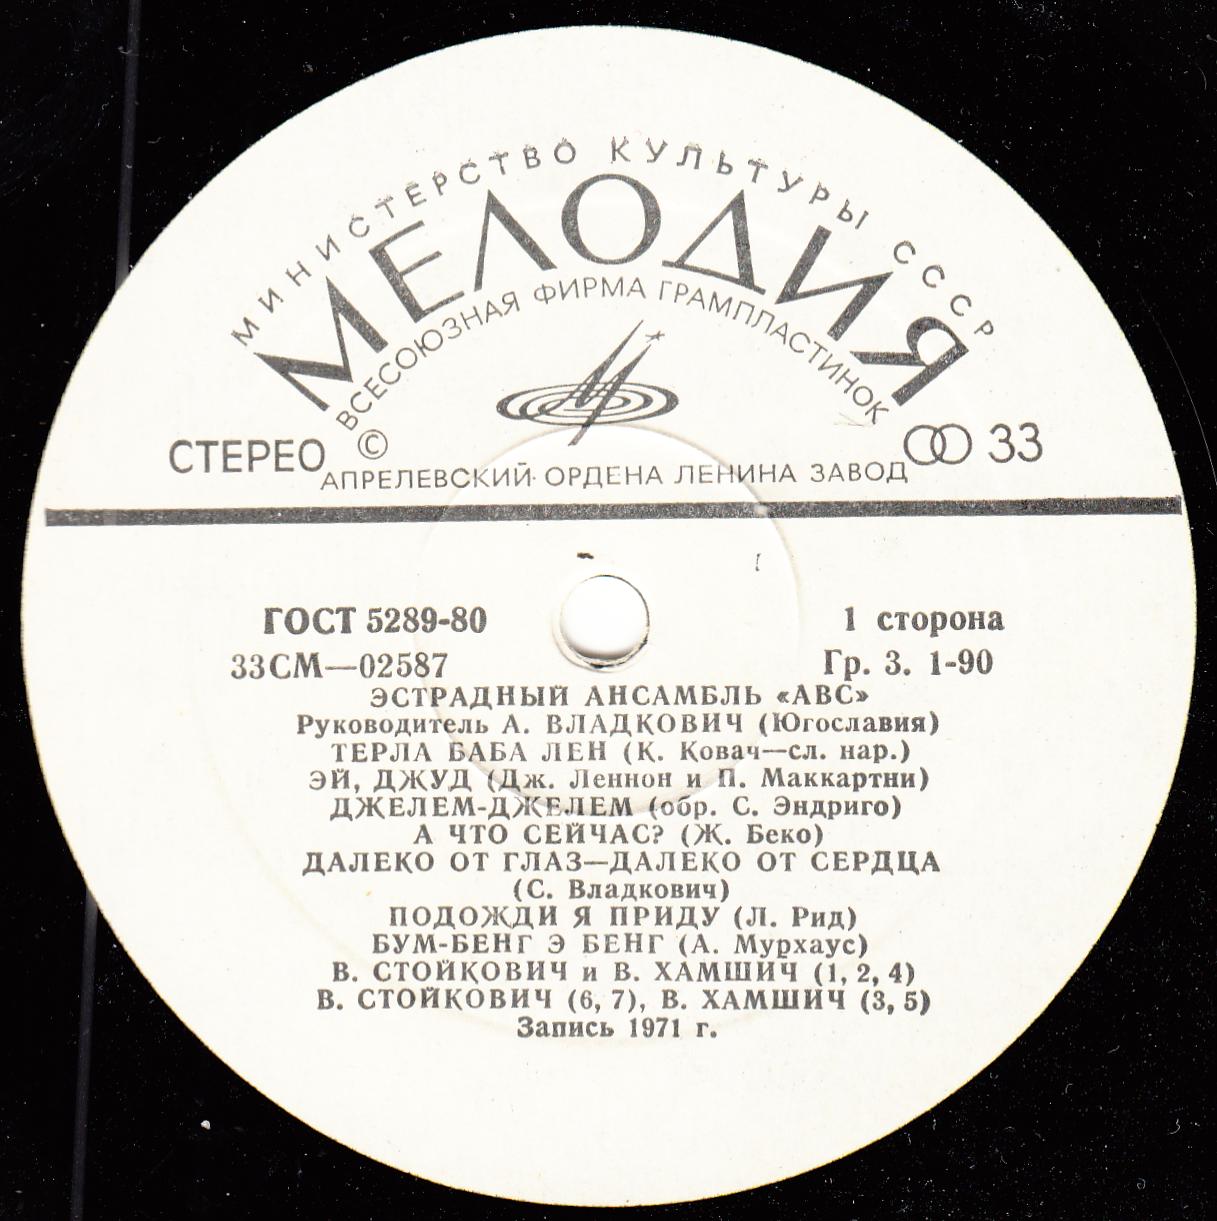 МИНИСТЕРСТВО КУЛЬТУРЫ СССР
МЕЛОДИЯ
ВСЕСОЮЗНАЯ ФИРМА ГРАМПЛАСТИНОК
СТЕРЕО © 33
АПРЕЛЕВСКИЙ ОРДЕНА ЛЕНИНА ЗАВОД
ГОСТ 5289-80 1 сторона
33СМ—02587 Гр. 3. 1-90
ЭСТРАДНЫЙ АНСАМБЛЬ «АВС»
Руководитель А. ВЛАДКОВИЧ (Югославия)
ТЕРЛА БАБА ЛЕН (К. Ковач—сл. нар.)
ЭЙ, ДЖУД (Дж. Леннон и П. Маккартни)
ДЖЕЛЕМ-ДЖЕЛЕМ (обр. С. Эндриго)
А ЧТО СЕЙЧАС? (Ж. Беко)
ДАЛЕКО ОТ ГЛАЗ—ДАЛЕКО ОТ СЕРДЦА
(С. Владкович)
ПОДОЖДИ Я ПРИДУ (Л. Рид)
БУМ-БЕНГ Э БЕНГ (А. Мурхаус)
В. СТОЙКОВИЧ и В. ХАМШИЧ (1, 2, 4)
В. СТОЙКОВИЧ (6, 7), В. ХАМШИЧ (3, 5)
Запись 1971 г.